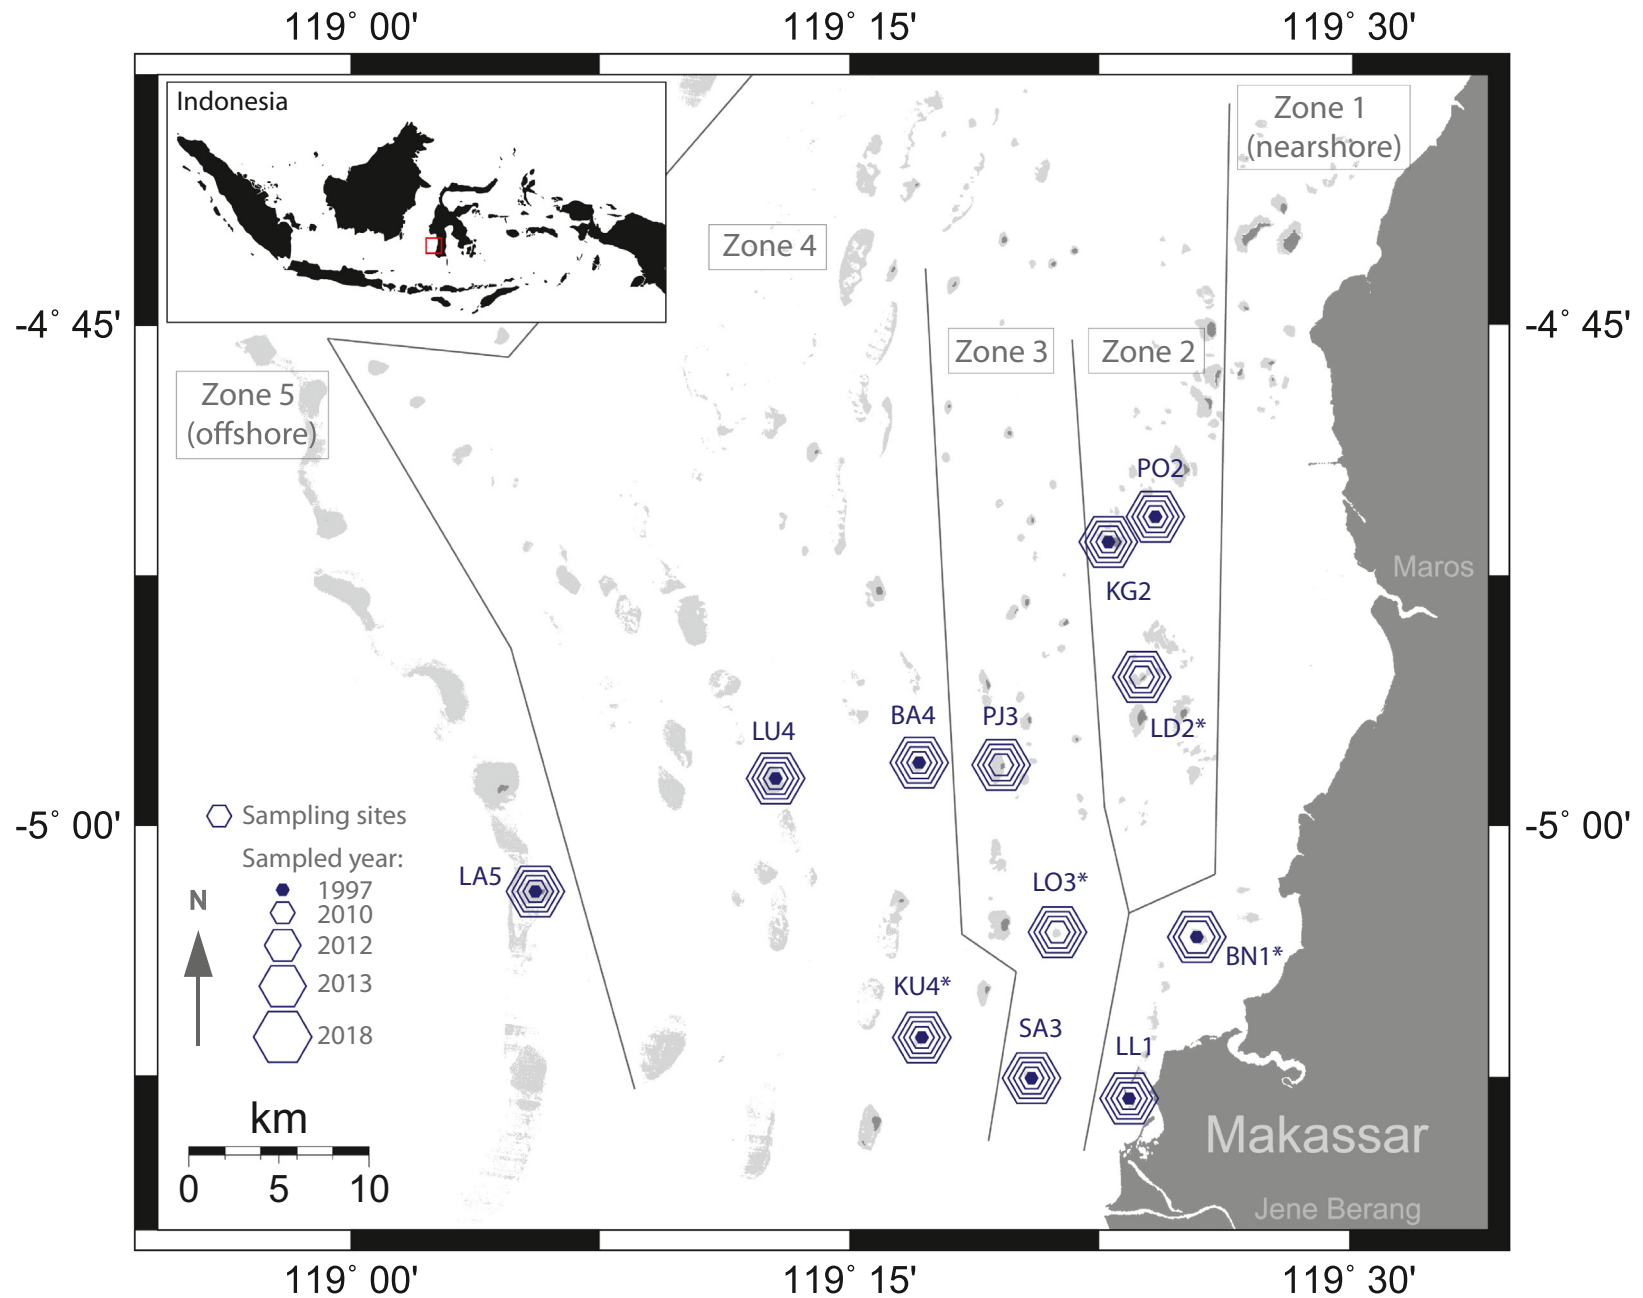 119° 00'
119° 15'
119° 30'
Indonesia
Zone 1
(nearshore)
Zone 4
-4° 45'
-4° 45'
Zone 3
Zone 2
Zone 5
(offshore)
PO2
KG2
Maros
LD2*
LU4
BA4
PJ3
-5° 00'
-5° 00'
Sampling sites
Sampled year:
1997
2010
2012
2013
2018
N
LA5
LO3*
BN1*
KU4*
SA3
LL1
km
0 5 10
Makassar
Jene Berang
119° 00'
119° 15'
119° 30'